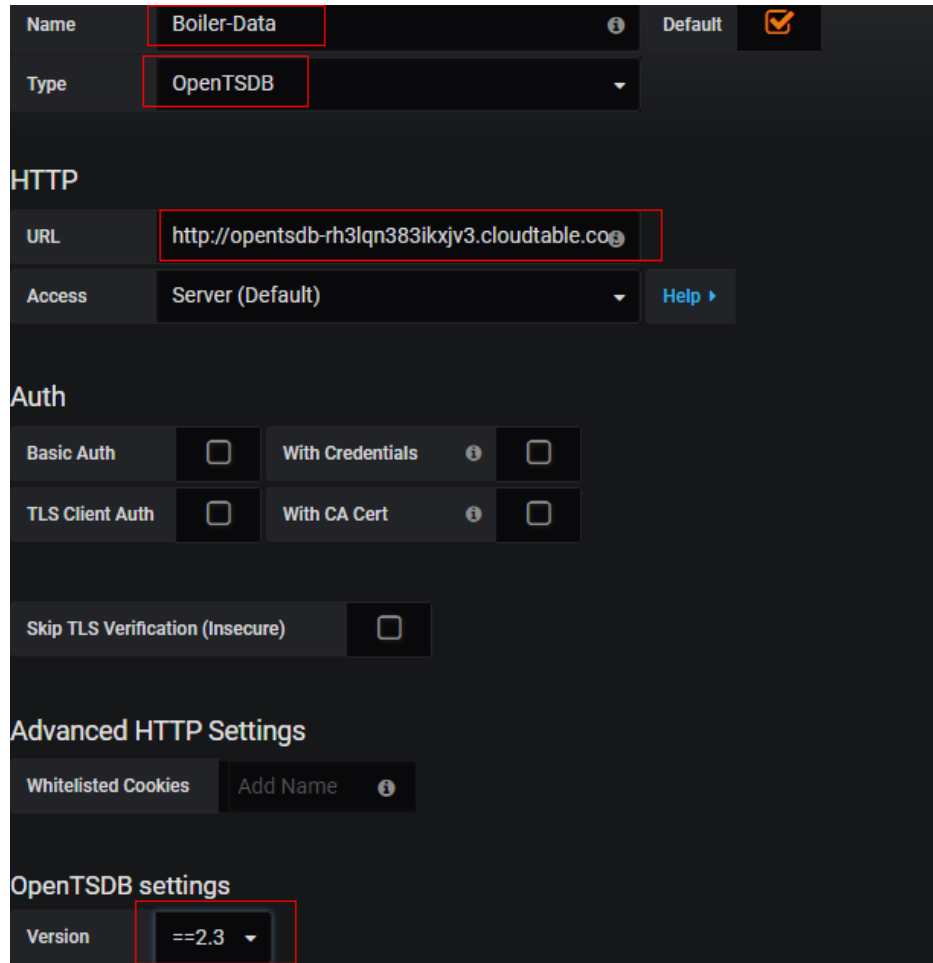 Name Boiler-Data Default
Type OpenTSDB
HTTP
URL http://opentsdb-rh3lqn383ikxjv3.cloudtable.co
Access Server (Default) Help
Auth
Basic Auth With Credentials
TLS Client Auth With CA Cert
Skip TLS Verification (Insecure)
Advanced HTTP Settings
Whitelisted Cookies Add Name
OpenTSDB settings
Version ==2.3